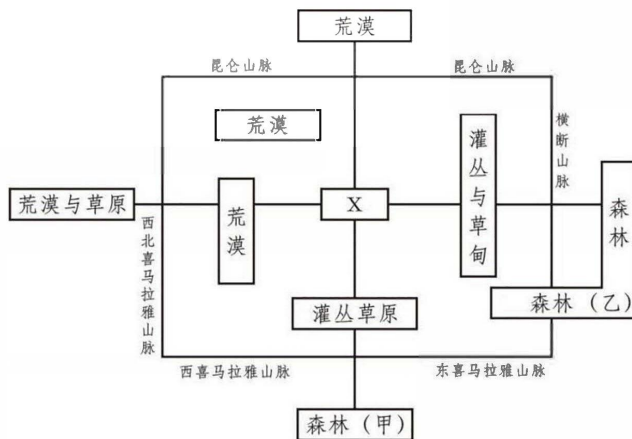 荒漠
昆仑山脉
昆仑山脉
荒漠
横断山脉
灌丛与草甸
荒漠与草原
荒漠
X
森林
西北喜马拉雅山脉
灌丛草原
森林（乙）
西喜马拉雅山脉
东喜马拉雅山脉
森林（甲）